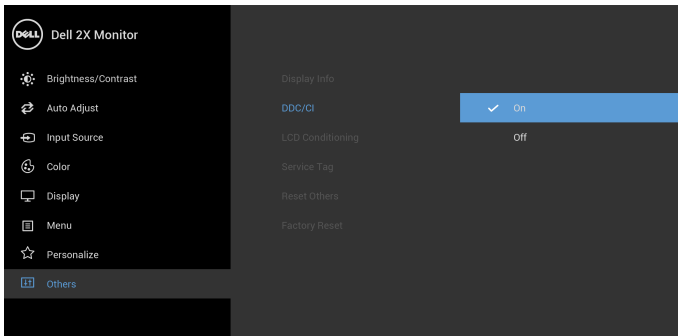 DELL
Dell 2X Monitor
Brightness/Contrast
Auto Adjust
Input Source
Color
Display
Menu
Personalize
Others
Display Info
DDC/CI
LCD Conditioning
Service Tag
Reset Others
Factory Reset
On
Off